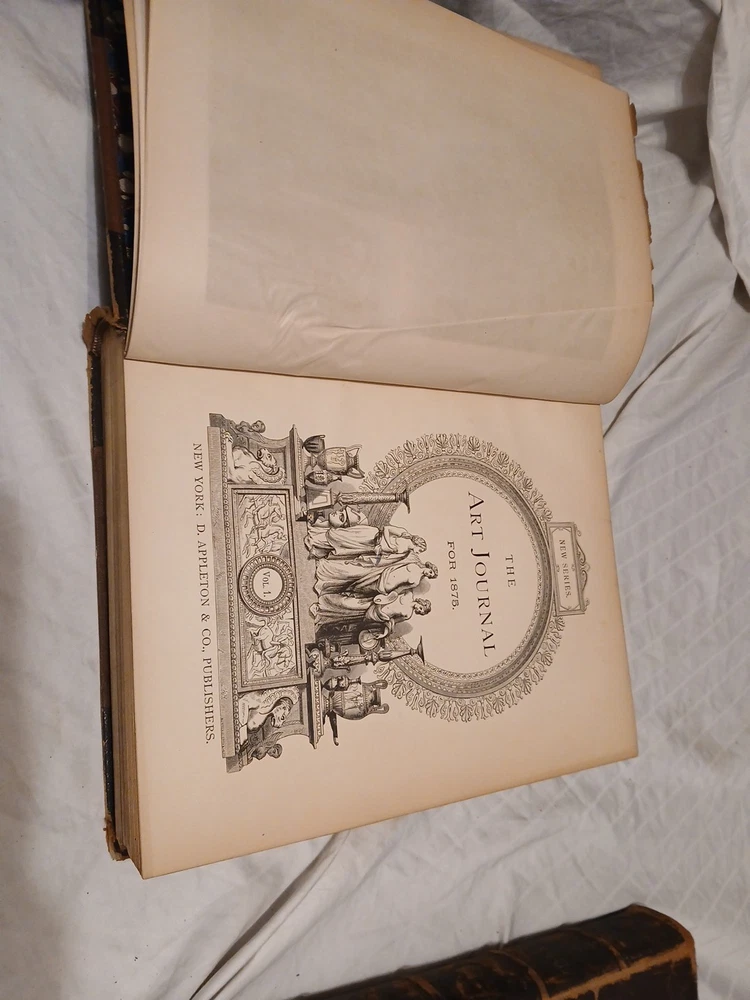 NEW SERIES.
THE
ART JOURNAL
FOR 1875.
VOL. 1.
NEW YORK: D. APPLETON & CO., PUBLISHERS.